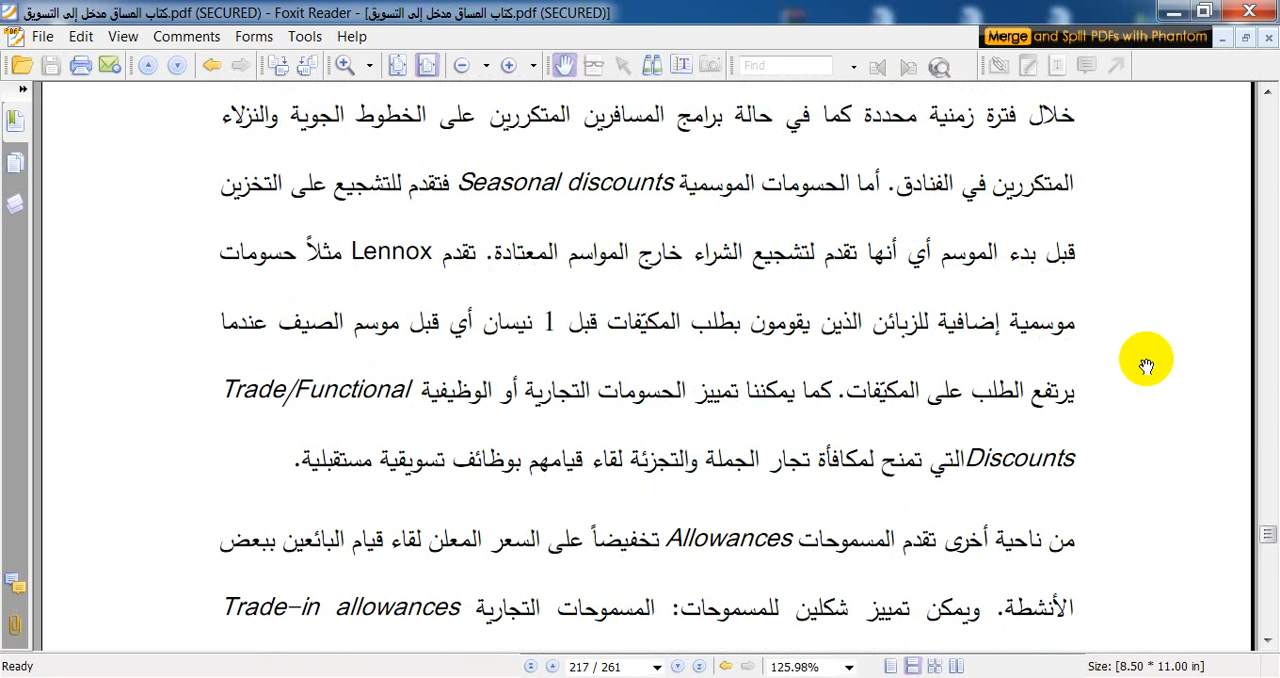 كتاب المساق مدخل إلى التسويق.pdf (SECURED) - Foxit Reader - [كتاب المساق مدخل إلى التسويق.pdf (SECURED)]
File Edit View Comments Forms Tools Help
Merge and Split PDFs with Phantom
Find
خلال فترة زمنية محددة كما في حالة برامج المسافرين المتكررين على الخطوط الجوية والنزلاء
المتكررين في الفنادق. أما الحسومات الموسمية Seasonal discounts فتقدم للتشجيع على التخزين
قبل بدء الموسم أي أنها تقدم لتشجيع الشراء خارج المواسم المعتادة. تقدم Lennox مثلاً حسومات
موسمية إضافية للزبائن الذين يقومون بطلب المكيّفات قبل 1 نيسان أي قبل موسم الصيف عندما
يرتفع الطلب على المكيّفات. كما يمكننا تمييز الحسومات التجارية أو الوظيفية Trade/Functional
Discounts التي تمنح لمكافأة تجار الجملة والتجزئة لقاء قيامهم بوظائف تسويقية مستقبلية.
من ناحية أخرى تقدم المسموحات Allowances تخفيضاً على السعر المعلن لقاء قيام البائعين ببعض
الأنشطة. ويمكن تمييز شكلين للمسموحات: المسموحات التجارية Trade-in allowances
Ready 217 / 261 125.98% Size: [8.50 * 11.00 in]